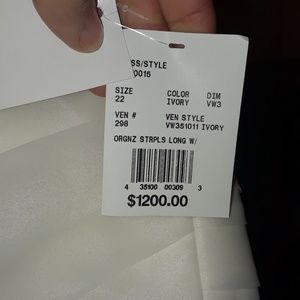 SS/STYLE
0015
SIZE COLOR DIM
22 IVORY VW3
VEN # VEN STYLE
298 VW351011 IVORY
ORGNZ STRPLS LONG W/
4 35100 00309 3
$1200.00